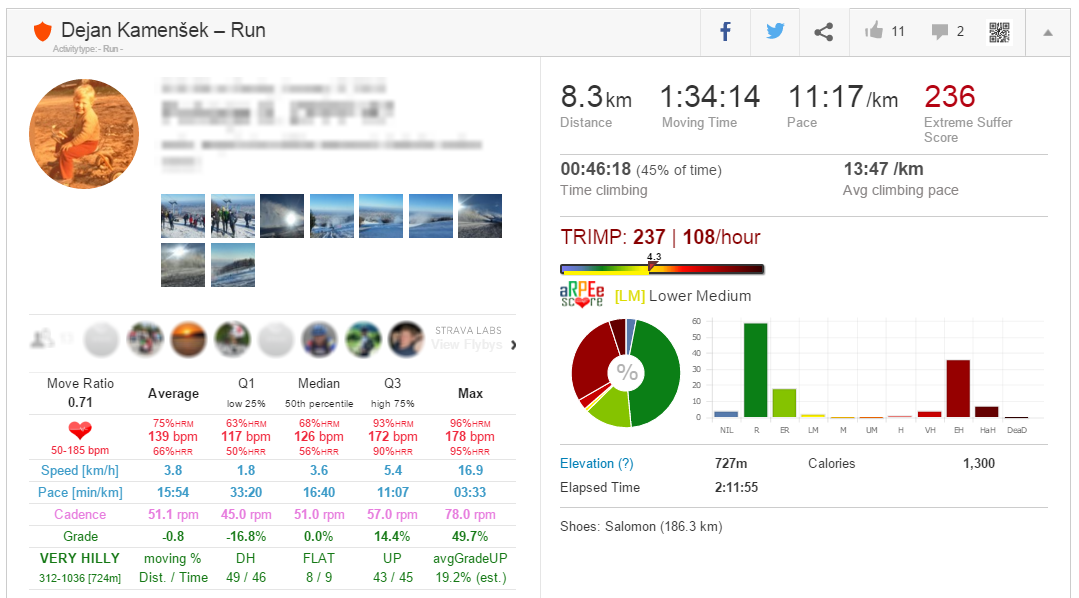 Dejan Kamenšek – Run
Activitytype: - Run -
11
2
8.3km 1:34:14 11:17/km 236
Distance Moving Time Pace Extreme Suffer
Score
00:46:18 (45% of time) 13:47 /km
Time climbing Avg climbing pace
TRIMP: 237 | 108/hour
4.3
aRPEe
score
[LM] Lower Medium
STRAVA LABS
View Flybys
Move Ratio
0.71
Average Q1 Median Q3 Max
low 25% 50th percentile high 75%
75%HRM 63%HRM 68%HRM 93%HRM 96%HRM
139 bpm 117 bpm 126 bpm 172 bpm 178 bpm
50-185 bpm 66%HRR 50%HRR 56%HRR 90%HRR 95%HRR
Speed [km/h] 3.8 1.8 3.6 5.4 16.9
Pace [min/km] 15:54 33:20 16:40 11:07 03:33
Cadence 51.1 rpm 45.0 rpm 51.0 rpm 57.0 rpm 78.0 rpm
Grade -0.8 -16.8% 0.0% 14.4% 49.7%
VERY HILLY moving % DH FLAT UP avgGradeUP
312-1036 [724m] Dist. / Time 49 / 46 8 / 9 43 / 45 19.2% (est.)
%
60
50
40
30
20
10
0
NIL R ER LM M UM H VH EH HaH DeaD
Elevation (?) 727m Calories 1,300
Elapsed Time 2:11:55
Shoes: Salomon (186.3 km)